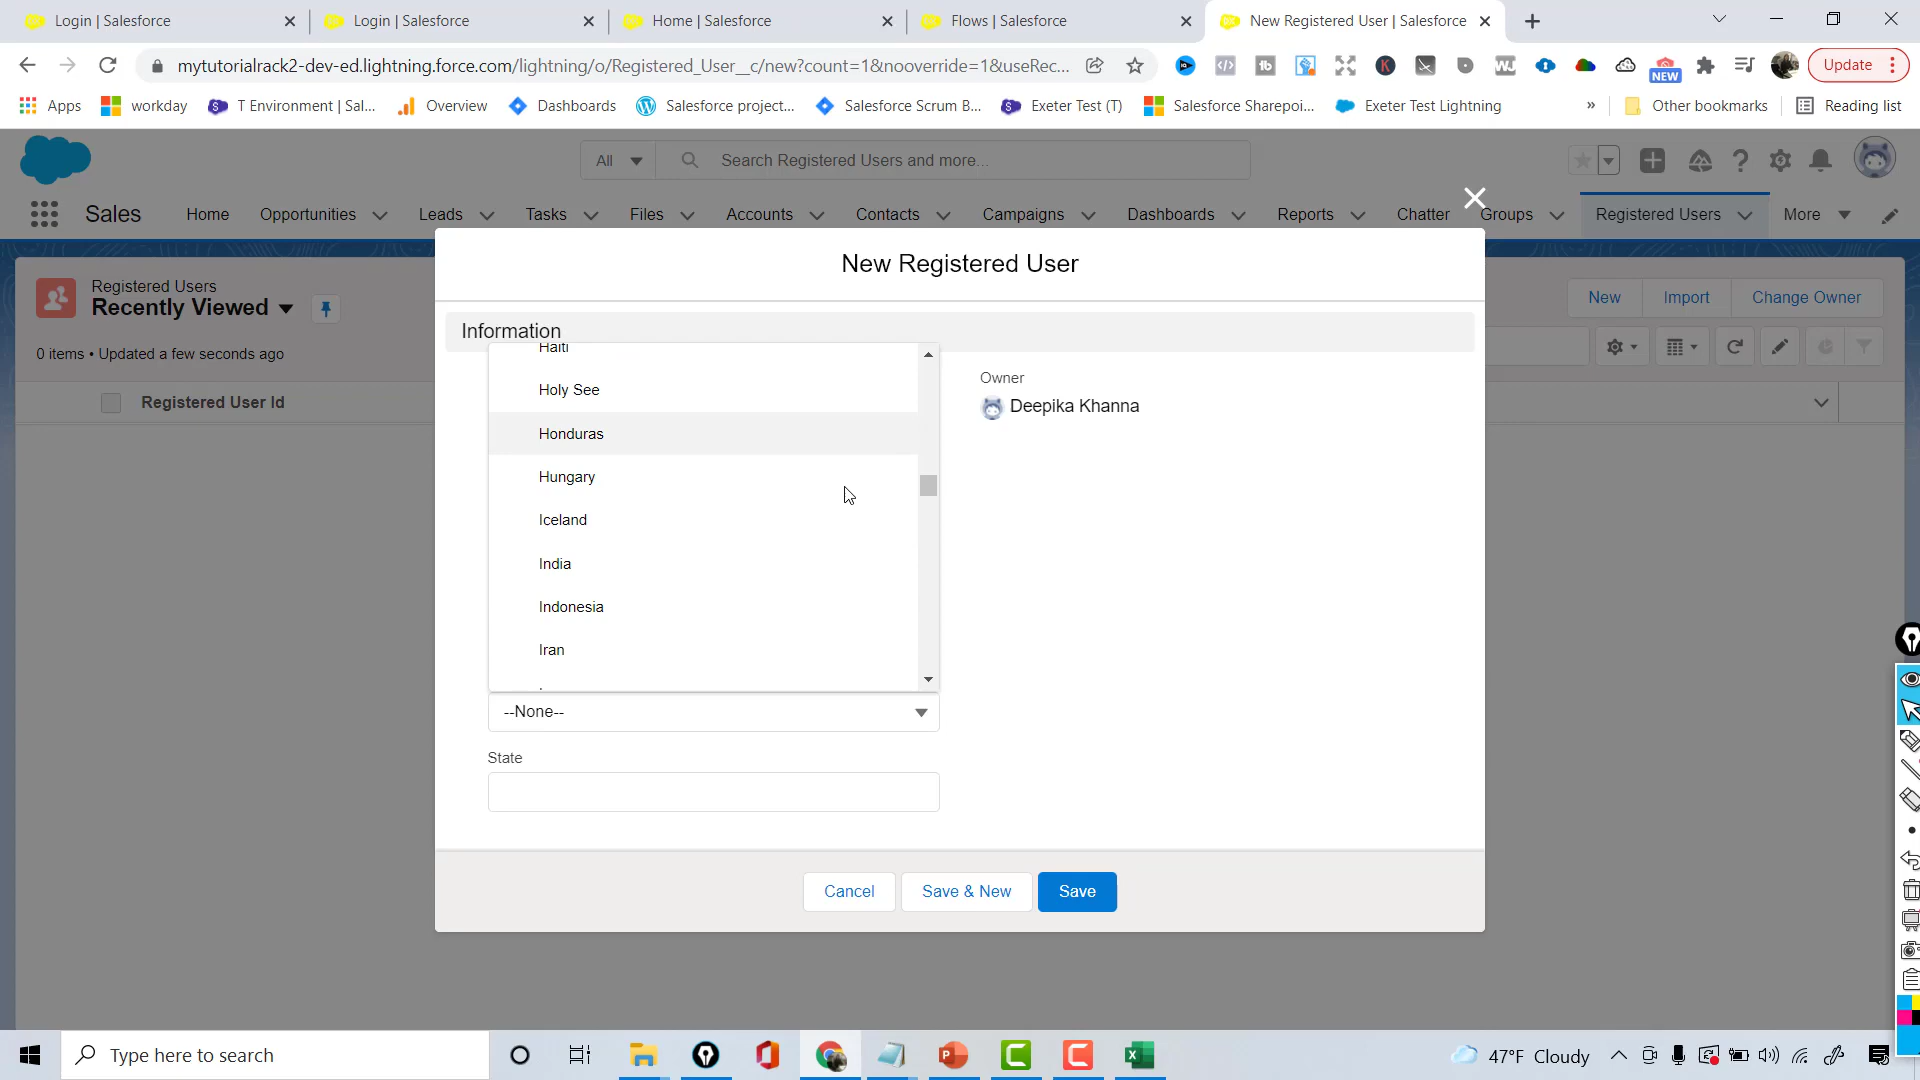 Login | Salesforce
Login | Salesforce
Home | Salesforce
Flows | Salesforce
New Registered User | Salesforce
mytutorialrack2-dev-ed.lightning.force.com/lightning/o/Registered_User__c/new?count=1&nooverride=1&useRec...
NEW
Update
Apps
workday
T Environment | Sal...
Overview
Dashboards
Salesforce project...
Salesforce Scrum B...
Exeter Test (T)
Salesforce Sharepoi...
Exeter Test Lightning
»
Other bookmarks
Reading list
All
Search Registered Users and more...
Sales
Home
Opportunities
Leads
Tasks
Files
Accounts
Contacts
Campaigns
Dashboards
Reports
Chatter
Groups
Registered Users
More
New Registered User
Registered Users
Recently Viewed
New
Import
Change Owner
0 items • Updated a few seconds ago
Registered User Id
Information
Haiti
Holy See
Honduras
Hungary
Iceland
India
Indonesia
Iran
Owner
Deepika Khanna
--None--
State
Cancel
Save & New
Save
Type here to search
47°F Cloudy